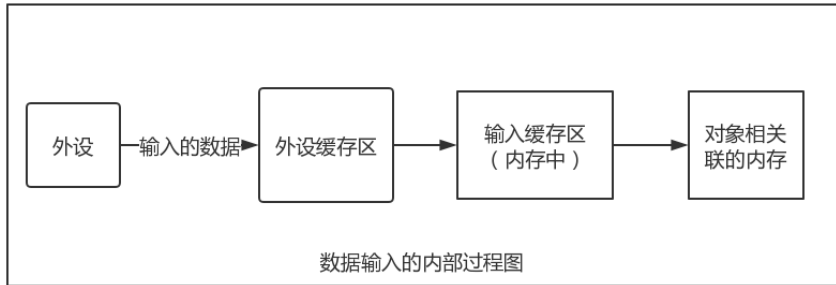 外设
输入的数据
外设缓存区
输入缓存区
（内存中）
对象相关
联的内存
数据输入的内部过程图